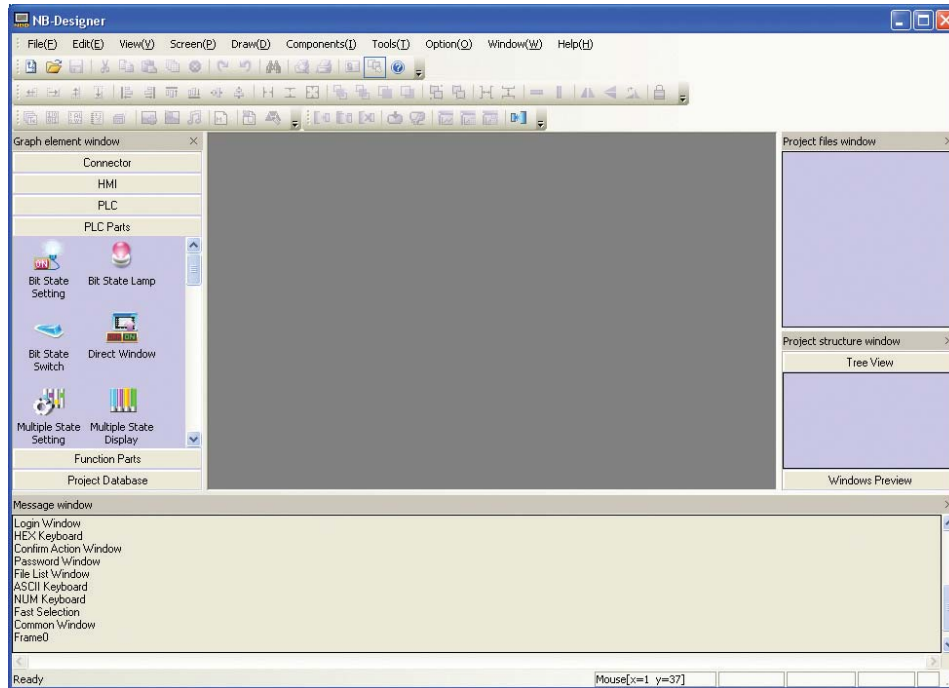 NB-Designer
File(F) Edit(E) View(V) Screen(P) Draw(D) Components(I) Tools(T) Option(O) Window(W) Help(H)
Graph element window
Connector
HMI
PLC
PLC Parts
Bit State Setting
Bit State Lamp
Bit State Switch
Direct Window
Multiple State Setting
Multiple State Display
Function Parts
Project Database
Project files window
Project structure window
Tree View
Windows Preview
Message window
Login Window
HEX Keyboard
Confirm Action Window
Password Window
File List Window
ASCII Keyboard
NUM Keyboard
Fast Selection
Common Window
Frame0
Ready
Mouse[x=1 y=37]